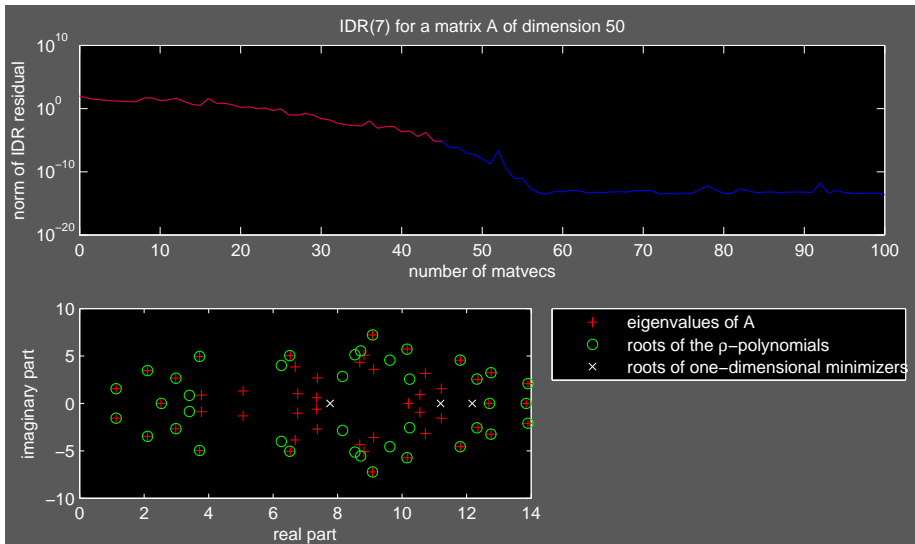 IDR(7) for a matrix A of dimension 50
norm of IDR residual
10^10
10^0
10^−10
10^−20
0 10 20 30 40 50 60 70 80 90 100
number of matvecs
imaginary part
10
5
0
−5
−10
0 2 4 6 8 10 12 14
real part
eigenvalues of A
roots of the ρ−polynomials
roots of one−dimensional minimizers